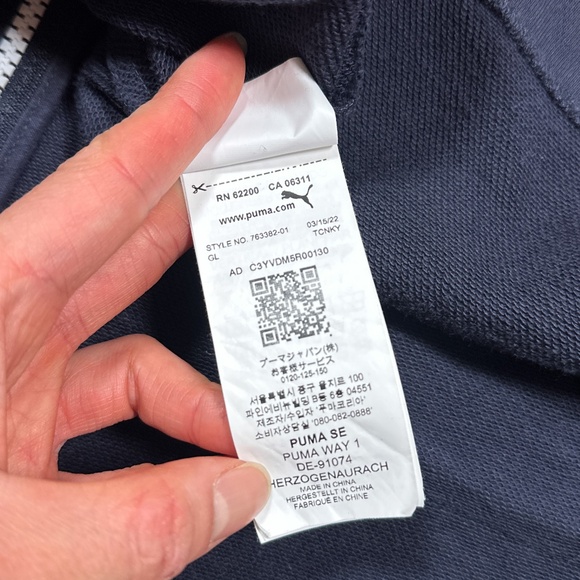 RN 62200 CA 06311
www.puma.com
STYLE NO. 763382-01 03/15/22
GL TCNKY
AD C3YVDM5R00130
プーマジャパン(株)
お客様サービス
0120-125-150
서울특별시 중구 을지로 100
파인에비뉴빌딩 B동 6층 04551
제조자/수입자 '푸마코리아'
소비자상담실 '080-082-0888'
PUMA SE
PUMA WAY 1
DE-91074
HERZOGENAURACH
MADE IN CHINA
HERGESTELLT IN CHINA
FABRIQUÉ EN CHINE